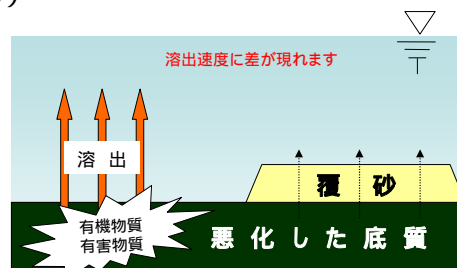 溶出速度に差が現れます
溶 出
覆 砂
有機物質
有害物質
悪 化 し た 底 質